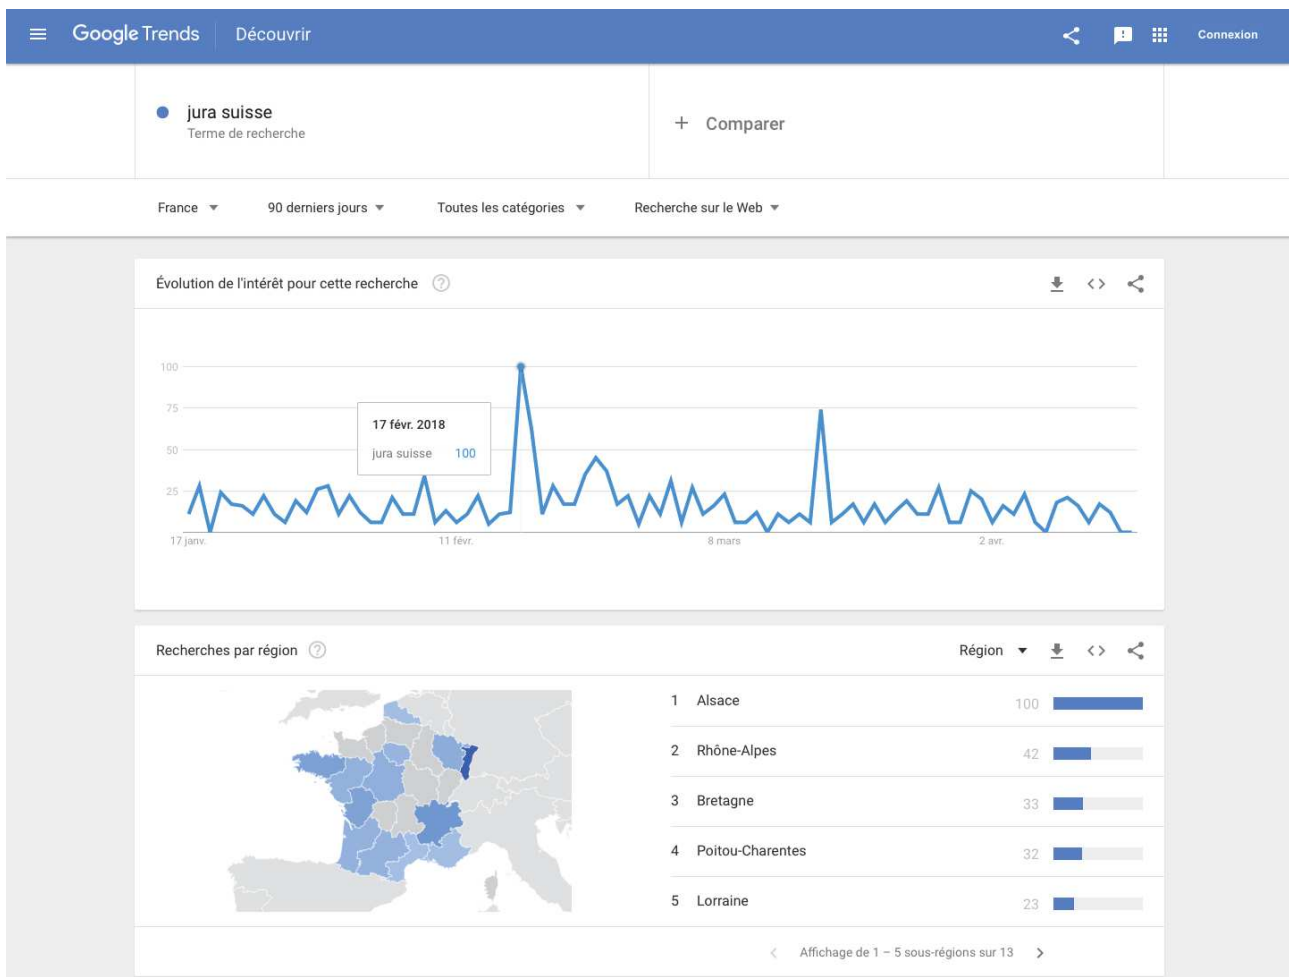 Google Trends Découvrir Connexion
jura suisse
Terme de recherche
+ Comparer
France 90 derniers jours Toutes les catégories Recherche sur le Web
Évolution de l'intérêt pour cette recherche ?
100
75
50
25
17 févr. 2018
jura suisse 100
17 janv. 11 févr. 8 mars 2 avr.
Recherches par région ? Région
1 Alsace 100
2 Rhône-Alpes 42
3 Bretagne 33
4 Poitou-Charentes 32
5 Lorraine 23
Affichage de 1 – 5 sous-régions sur 13